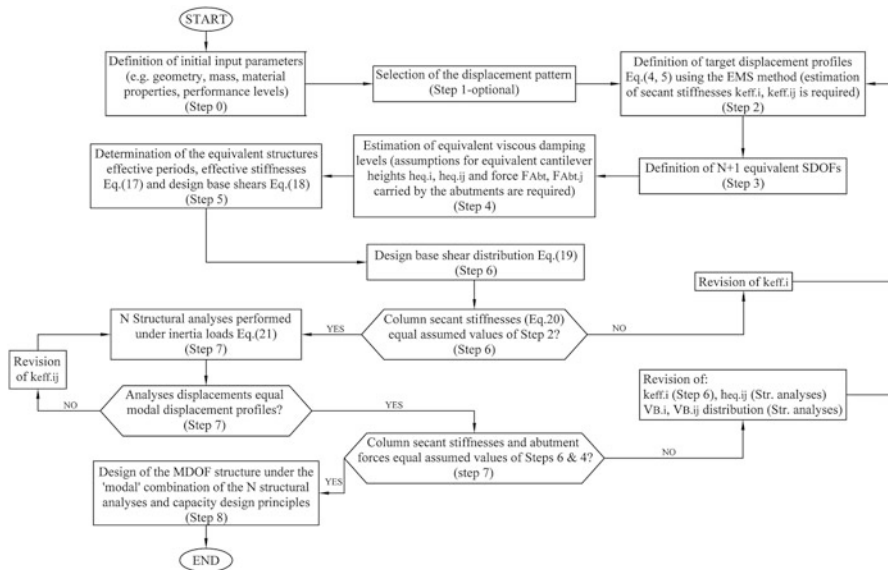 START
Definition of initial input parameters
(e.g. geometry, mass, material
properties, performance levels)
(Step 0)
Selection of the displacement pattern
(Step 1-optional)
Definition of target displacement profiles
Eq.(4, 5) using the EMS method (estimation
of secant stiffnesses keff.i, keff.ij is required)
(Step 2)
Definition of N+1 equivalent SDOFs
(Step 3)
Estimation of equivalent viscous damping
levels (assumptions for equivalent cantilever
heights heq.i, heq.ij and force FAbt, FAbt.j
carried by the abutments are required)
(Step 4)
Determination of the equivalent structures
effective periods, effective stiffnesses
Eq.(17) and design base shears Eq.(18)
(Step 5)
Design base shear distribution Eq.(19)
(Step 6)
Column secant stiffnesses (Eq.20)
equal assumed values of Step 2?
(Step 6)
NO
Revision of keff.i
YES
N Structural analyses performed
under inertia loads Eq.(21)
(Step 7)
Revision
of keff.ij
Analyses displacements equal
modal displacement profiles?
(Step 7)
NO
YES
Column secant stiffnesses and abutment
forces equal assumed values of Steps 6 & 4?
(step 7)
NO
Revision of:
keff.i (Step 6), heq.ij (Str. analyses)
VB.i, VB.ij distribution (Str. analyses)
YES
Design of the MDOF structure under the
'modal' combination of the N structural
analyses and capacity design principles
(Step 8)
END